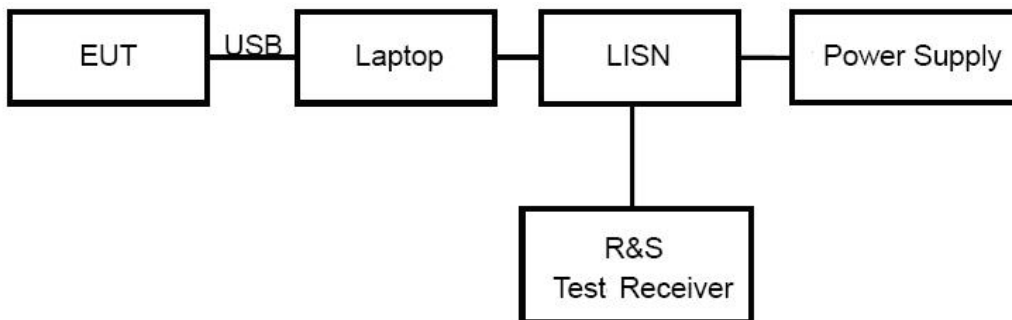 EUT
USB
Laptop
LISN
Power Supply
R&S
Test Receiver